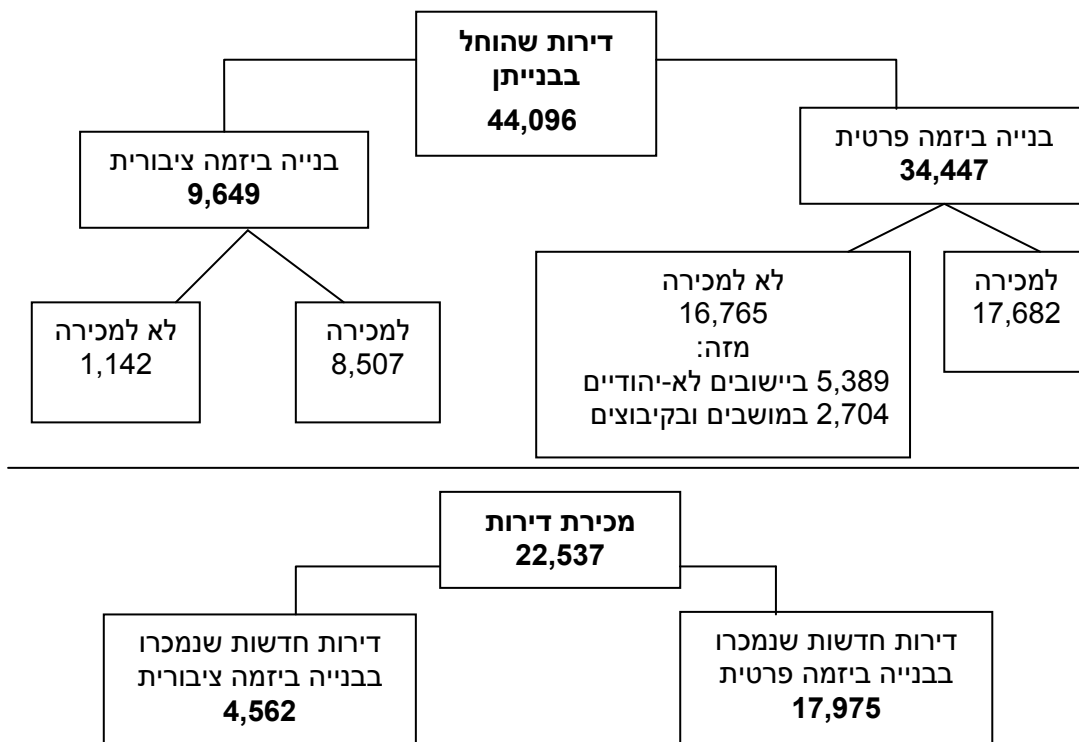 דירות שהוחל
בבנייתן
44,096
בנייה ביזמה פרטית
34,447
בנייה ביזמה ציבורית
9,649
למכירה
17,682
לא למכירה
16,765
מזה:
5,389 ביישובים לא-יהודיים
2,704 במושבים ובקיבוצים
למכירה
8,507
לא למכירה
1,142
מכירת דירות
22,537
דירות חדשות שנמכרו
בבנייה ביזמה פרטית
17,975
דירות חדשות שנמכרו
בבנייה ביזמה ציבורית
4,562